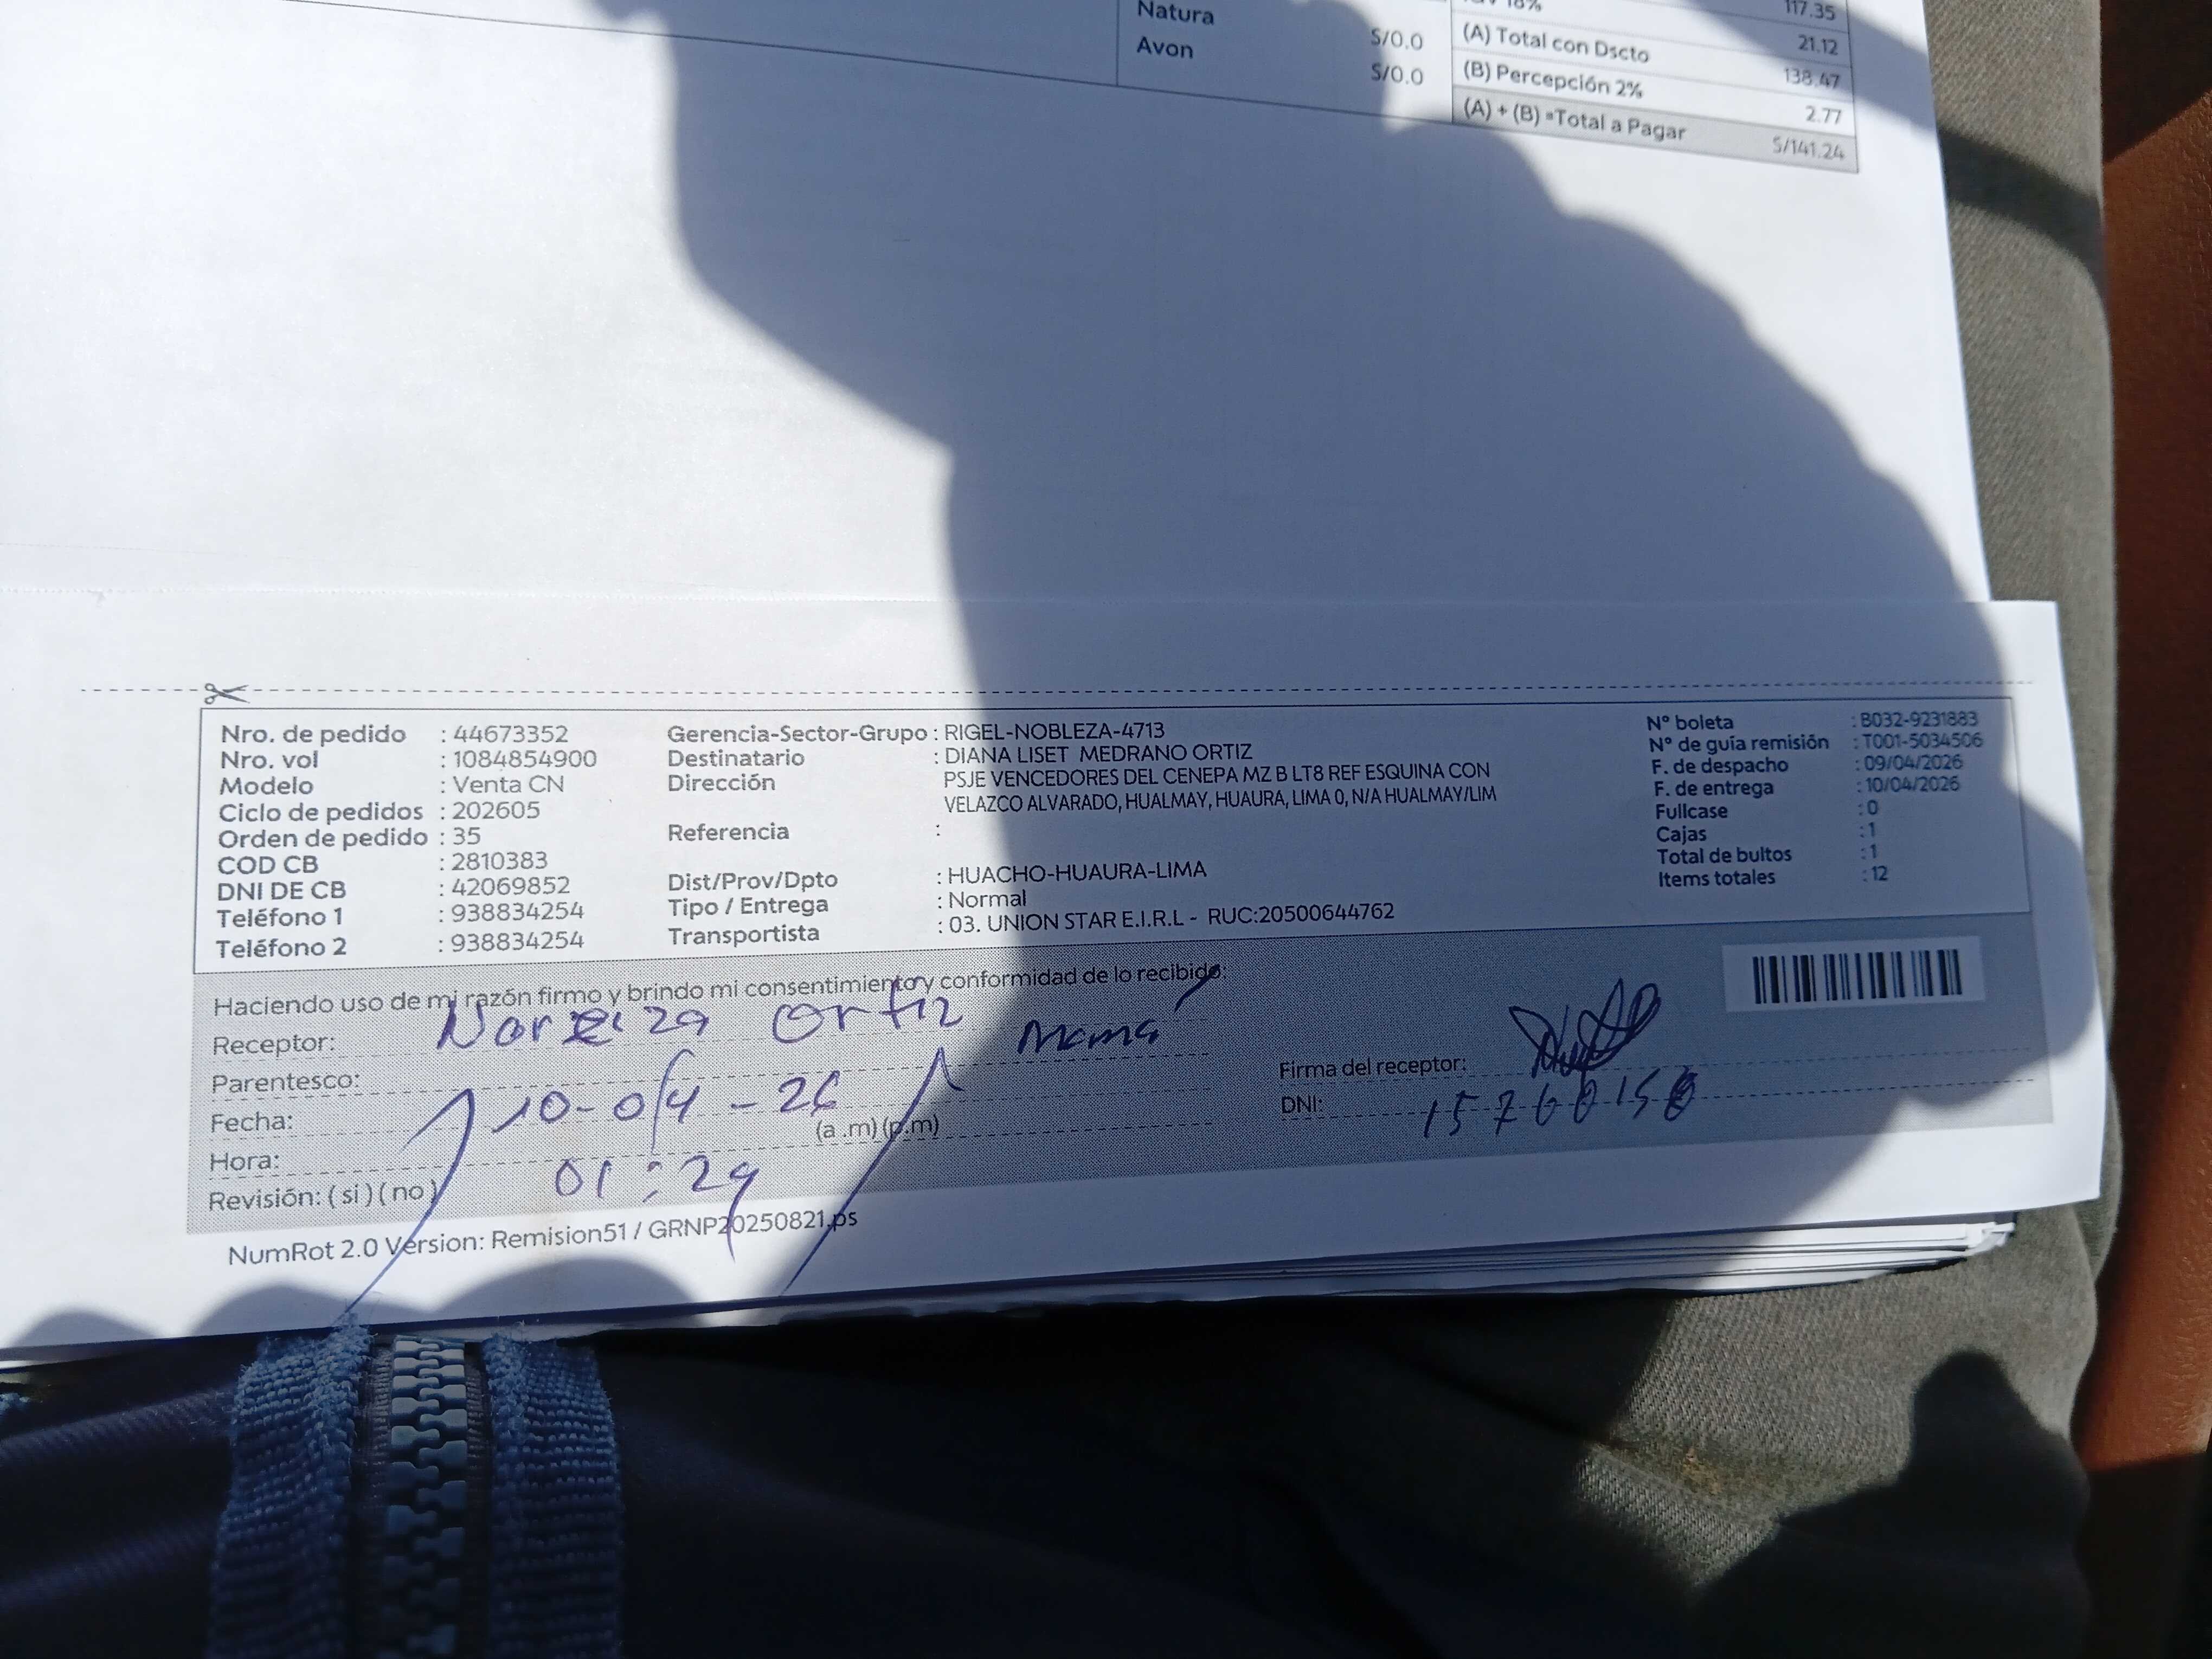 Natura S/0.0
Avon S/0.0
18% 117.35
21.12
(A) Total con Dscto 138.47
(B) Percepción 2% 2.77
(A) + (B) =Total a Pagar S/141.24
Nro. de pedido : 44673352
Nro. vol : 1084854900
Modelo : Venta CN
Ciclo de pedidos : 202605
Orden de pedido : 35
COD CB : 2810383
DNI DE CB : 42069852
Teléfono 1 : 938834254
Teléfono 2 : 938834254
Gerencia-Sector-Grupo : RIGEL-NOBLEZA-4713
Destinatario : DIANA LISET MEDRANO ORTIZ
Dirección PSJE VENCEDORES DEL CENEPA MZ B LT8 REF ESQUINA CON
VELAZCO ALVARADO, HUALMAY, HUAURA, LIMA 0, N/A HUALMAY/LIM
Referencia :
Dist/Prov/Dpto : HUACHO-HUAURA-LIMA
Tipo / Entrega : Normal
Transportista : 03. UNION STAR E.I.R.L - RUC:20500644762
N° boleta : B032-9231883
N° de guía remisión : T001-5034506
F. de despacho : 09/04/2026
F. de entrega : 10/04/2026
Fullcase : 0
Cajas : 1
Total de bultos : 1
Items totales : 12
Haciendo uso de mi razón firmo y brindo mi consentimiento y conformidad de lo recibido:
Receptor: Ortiz mamá
Parentesco:
Fecha: 10-04-26
(a .m) (p.m)
Hora: 01:29
Revisión: ( si ) ( no )
Firma del receptor:
DNI:
NumRot 2.0 Version: Remision51 / GRNP20250821.ps